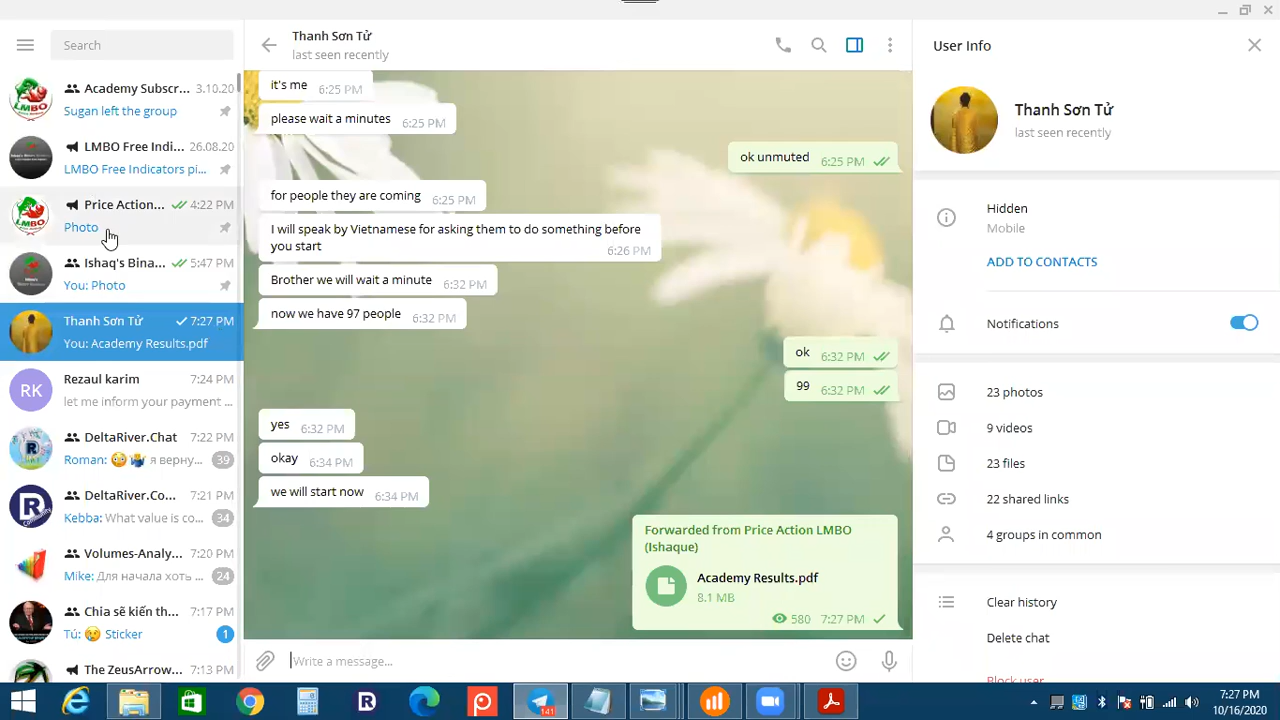 Search
Academy Subscr... 3.10.20
Sugan left the group
LMBO Free Indi... 26.08.20
LMBO Free Indicators pi...
Price Action... 4:22 PM
Photo
Ishaq's Bina... 5:47 PM
You: Photo
Thanh Sơn Tử 7:27 PM
You: Academy Results.pdf
RK
Rezaul karim 7:24 PM
let me inform your payment ...
DeltaRiver.Chat 7:22 PM
Roman: 😳🤷‍♂️ я верну... 39
DeltaRiver.Co... 7:21 PM
Kebba: What value is co... 34
Volumes-Analy... 7:20 PM
Mike: Для начала хоть ... 24
Chia sẽ kiến th... 7:17 PM
Tú: 😏 Sticker 1
The ZeusArrow... 7:13 PM
Thanh Sơn Tử
last seen recently
it's me 6:25 PM
please wait a minutes 6:25 PM
ok unmuted 6:25 PM
for people they are coming 6:25 PM
I will speak by Vietnamese for asking them to do something before
you start 6:26 PM
Brother we will wait a minute 6:32 PM
now we have 97 people 6:32 PM
ok 6:32 PM
99 6:32 PM
yes 6:32 PM
okay 6:34 PM
we will start now 6:34 PM
Forwarded from Price Action LMBO
(Ishaque)
Academy Results.pdf
8.1 MB
580 7:27 PM
Write a message...
User Info
Thanh Sơn Tử
last seen recently
Hidden
Mobile
ADD TO CONTACTS
Notifications
23 photos
9 videos
23 files
22 shared links
4 groups in common
Clear history
Delete chat
Block user
141
7:27 PM
10/16/2020